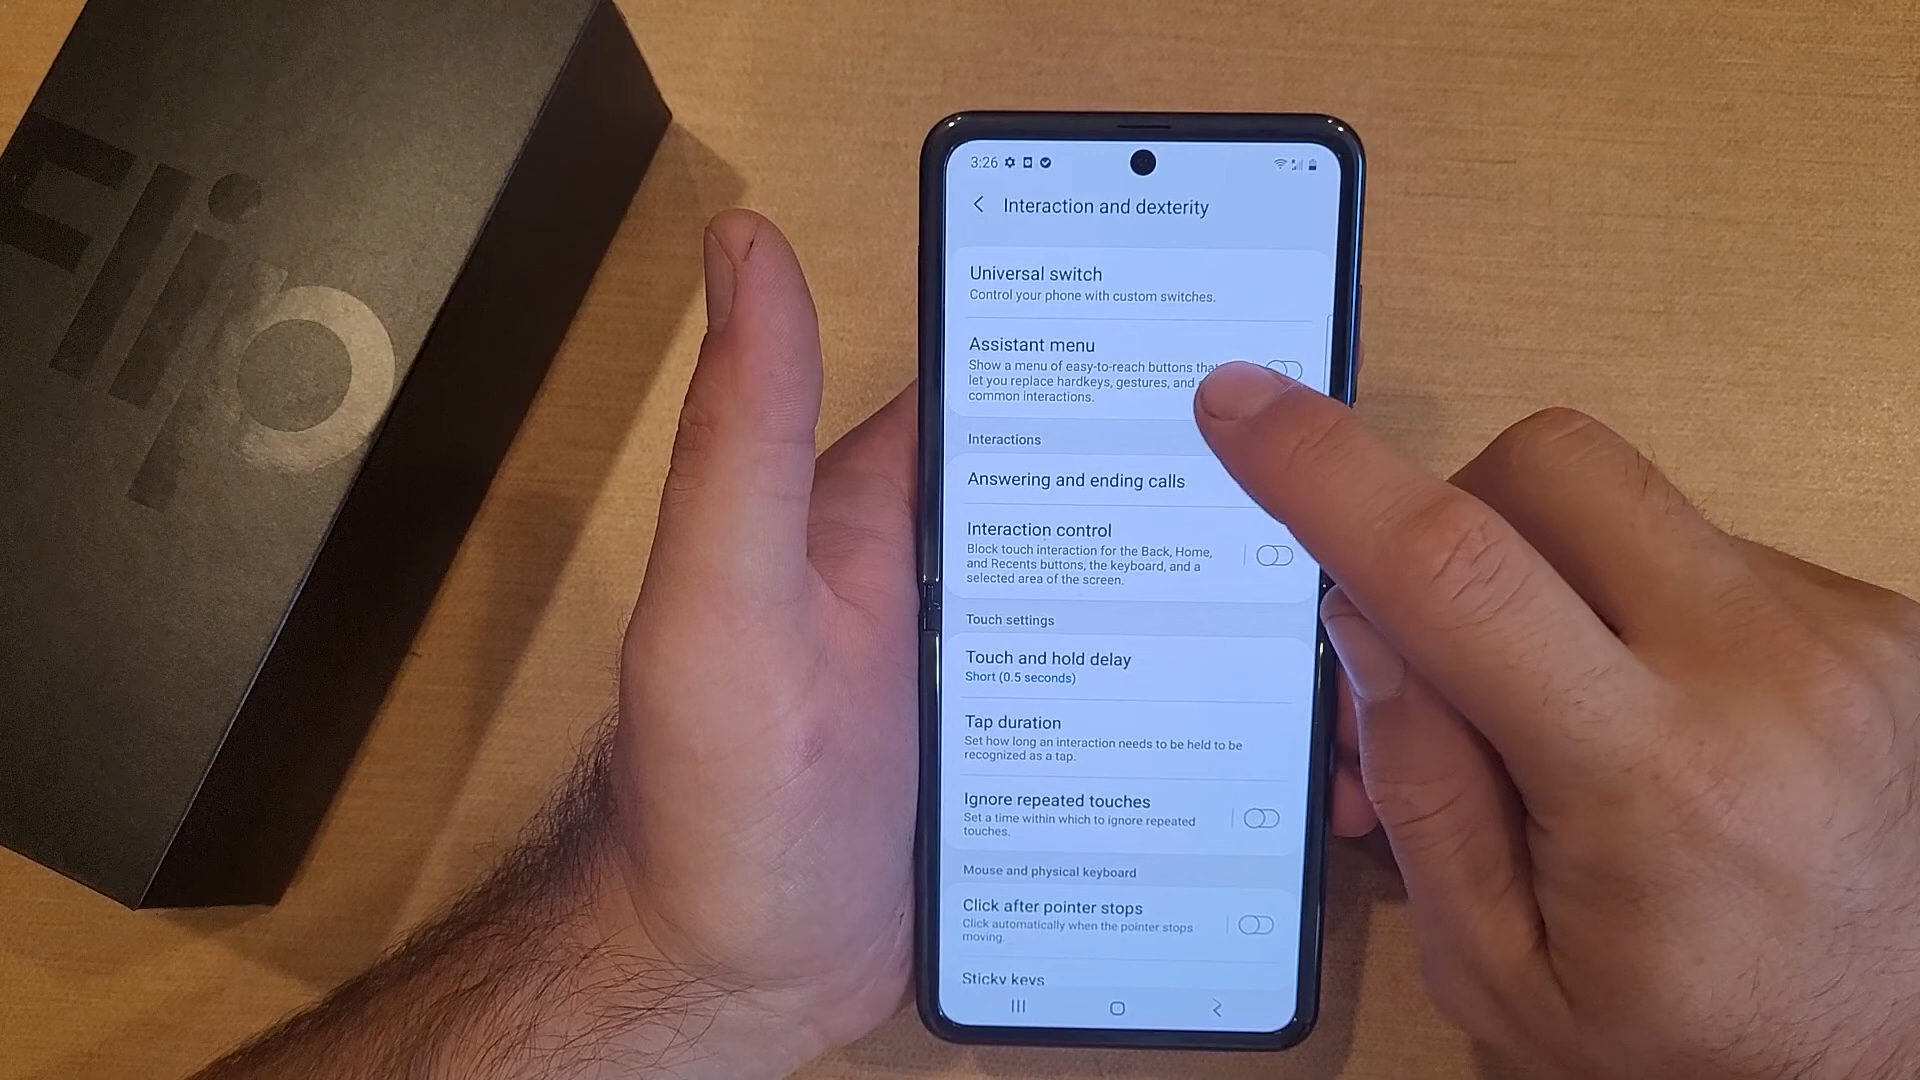 Flip
3:26
Interaction and dexterity
Universal switch
Control your phone with custom switches.
Assistant menu
Show a menu of easy-to-reach buttons that
let you replace hardkeys, gestures, and
common interactions.
Interactions
Answering and ending calls
Interaction control
Block touch interaction for the Back, Home,
and Recents buttons, the keyboard, and a
selected area of the screen.
Touch settings
Touch and hold delay
Short (0.5 seconds)
Tap duration
Set how long an interaction needs to be held to be
recognized as a tap.
Ignore repeated touches
Set a time within which to ignore repeated
touches.
Mouse and physical keyboard
Click after pointer stops
Click automatically when the pointer stops
moving.
Sticky keys